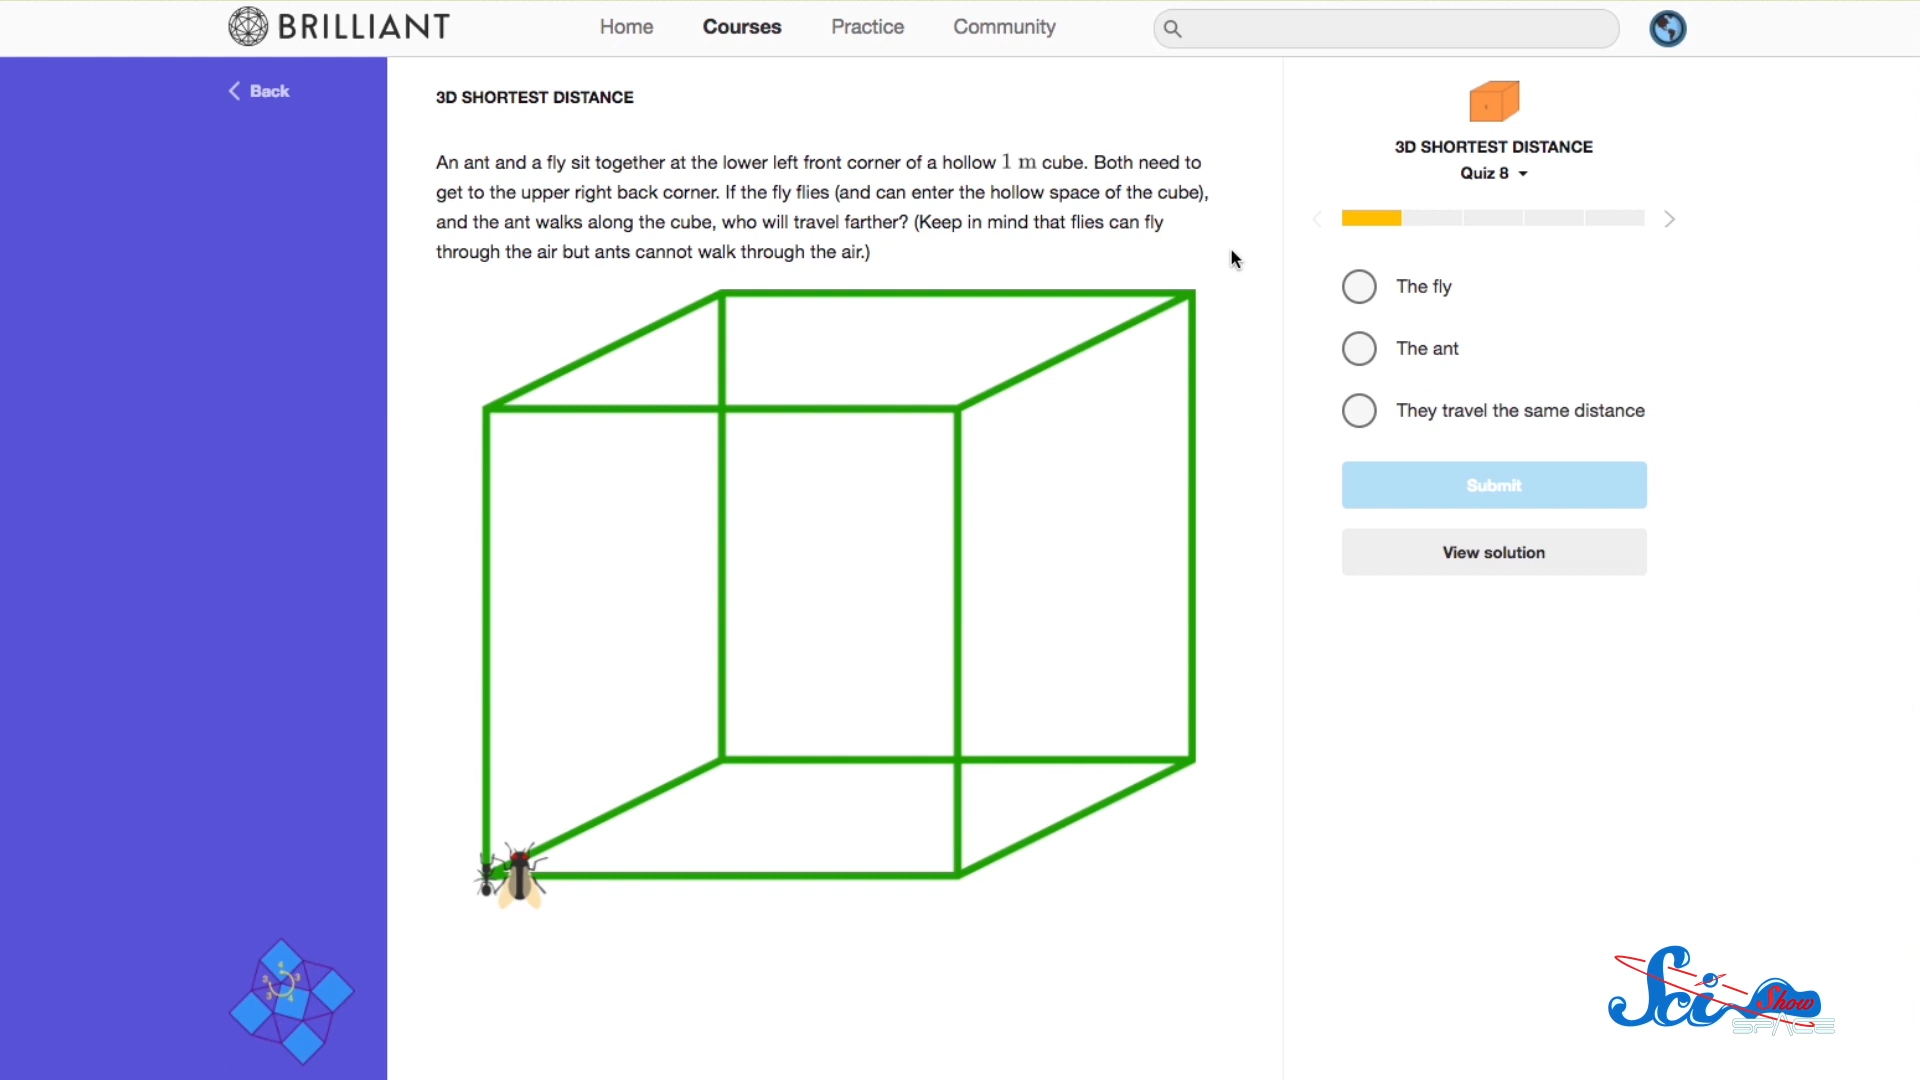 BRILLIANT
Home
Courses
Practice
Community
Back
3D SHORTEST DISTANCE
An ant and a fly sit together at the lower left front corner of a hollow 1 m cube. Both need to
get to the upper right back corner. If the fly flies (and can enter the hollow space of the cube),
and the ant walks along the cube, who will travel farther? (Keep in mind that flies can fly
through the air but ants cannot walk through the air.)
3D SHORTEST DISTANCE
Quiz 8
The fly
The ant
They travel the same distance
Submit
View solution
Sci Show
SPACE